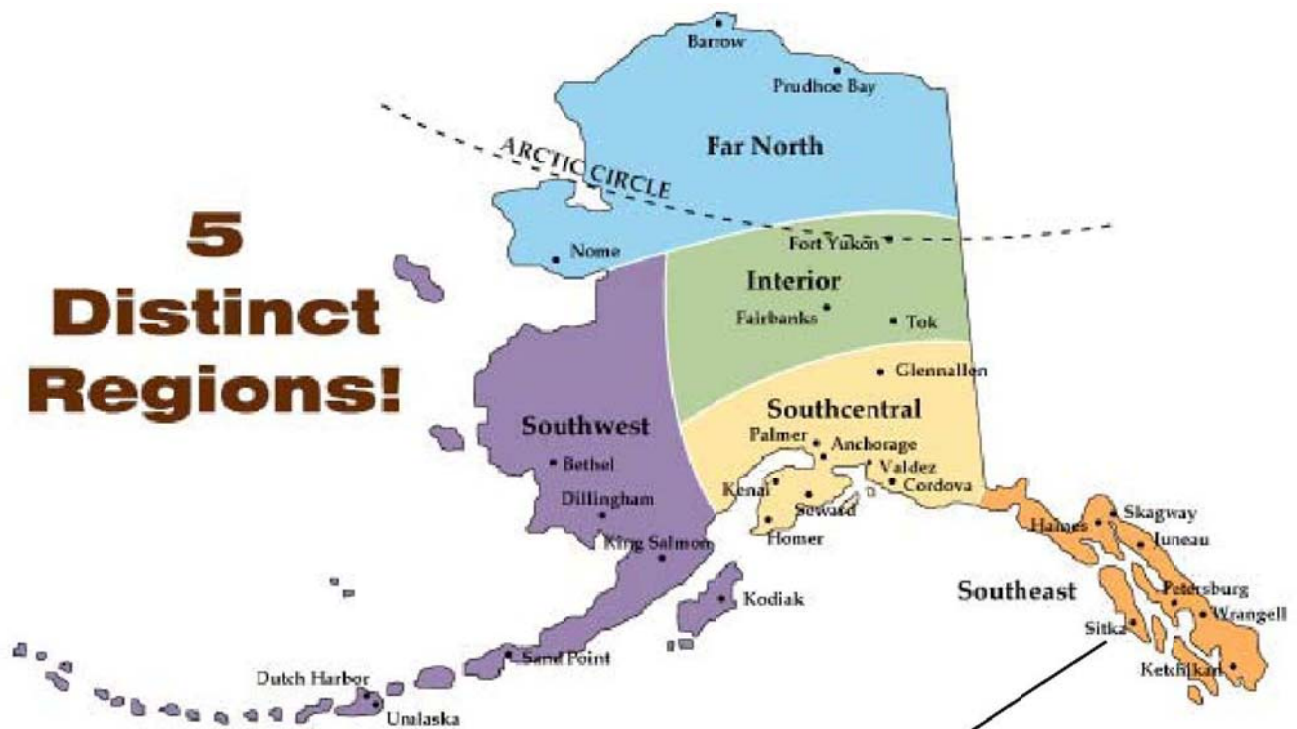 5
Distinct
Regions!
Barrow
Prudhoe Bay
Far North
ARCTIC CIRCLE
Nome
Fort Yukon
Interior
Fairbanks
Tok
Glennallen
Southcentral
Southwest
Palmer
Anchorage
Bethel
Valdez
Kenai
Cordova
Dillingham
Seward
Skagway
Haines
Homer
Juneau
King Salmon
Southeast
Petersburg
Kodiak
Wrangell
Sitka
Sand Point
Ketchikan
Dutch Harbor
Unalaska